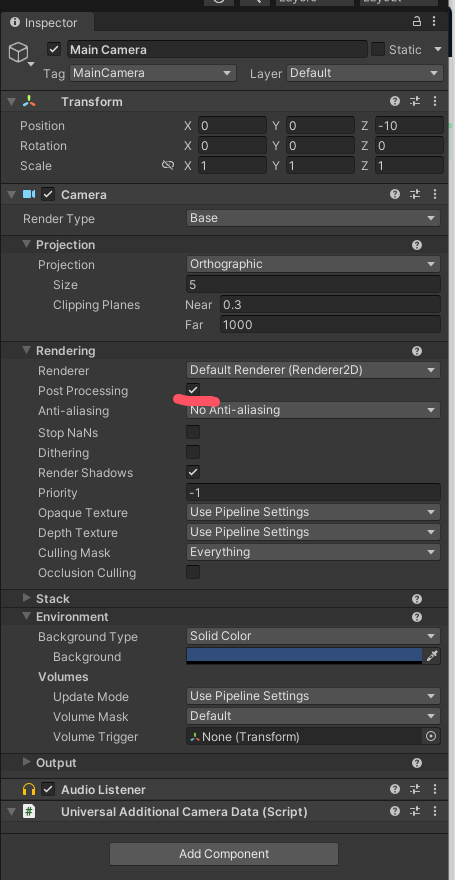 Inspector
Main Camera Static
Tag MainCamera Layer Default
Transform
Position X 0 Y 0 Z -10
Rotation X 0 Y 0 Z 0
Scale X 1 Y 1 Z 1
Camera
Render Type Base
Projection
Projection Orthographic
Size 5
Clipping Planes Near 0.3
Far 1000
Rendering
Renderer Default Renderer (Renderer2D)
Post Processing
Anti-aliasing No Anti-aliasing
Stop NaNs
Dithering
Render Shadows
Priority -1
Opaque Texture Use Pipeline Settings
Depth Texture Use Pipeline Settings
Culling Mask Everything
Occlusion Culling
Stack
Environment
Background Type Solid Color
Background
Volumes
Update Mode Use Pipeline Settings
Volume Mask Default
Volume Trigger None (Transform)
Output
Audio Listener
# Universal Additional Camera Data (Script)
Add Component